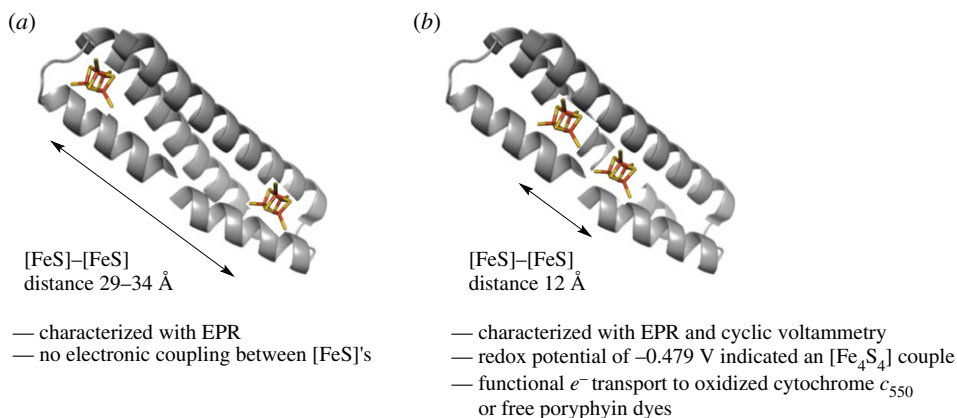 (a)
[FeS]–[FeS]
distance 29–34 Å
— characterized with EPR
— no electronic coupling between [FeS]'s
(b)
[FeS]–[FeS]
distance 12 Å
— characterized with EPR and cyclic voltammetry
— redox potential of –0.479 V indicated an [Fe₄S₄] couple
— functional e⁻ transport to oxidized cytochrome c₅₅₀
or free poryphyin dyes